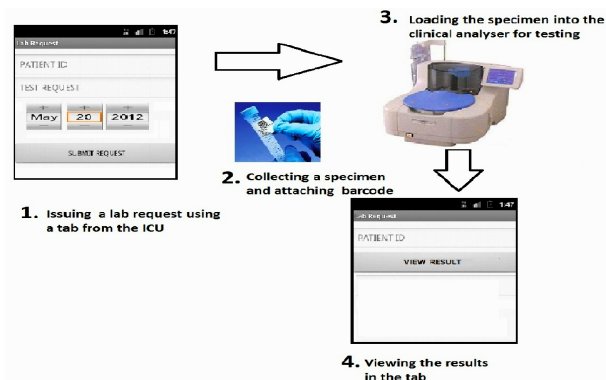 1:47
Lab Request
PATIENT ID
TEST REQUEST
May 20 2012
SUBMIT REQUEST
1. Issuing a lab request using
a tab from the ICU
2. Collecting a specimen
and attaching barcode
3. Loading the specimen into the
clinical analyser for testing
1:47
Lab Request
PATIENT ID
VIEW RESULT
4. Viewing the results
in the tab